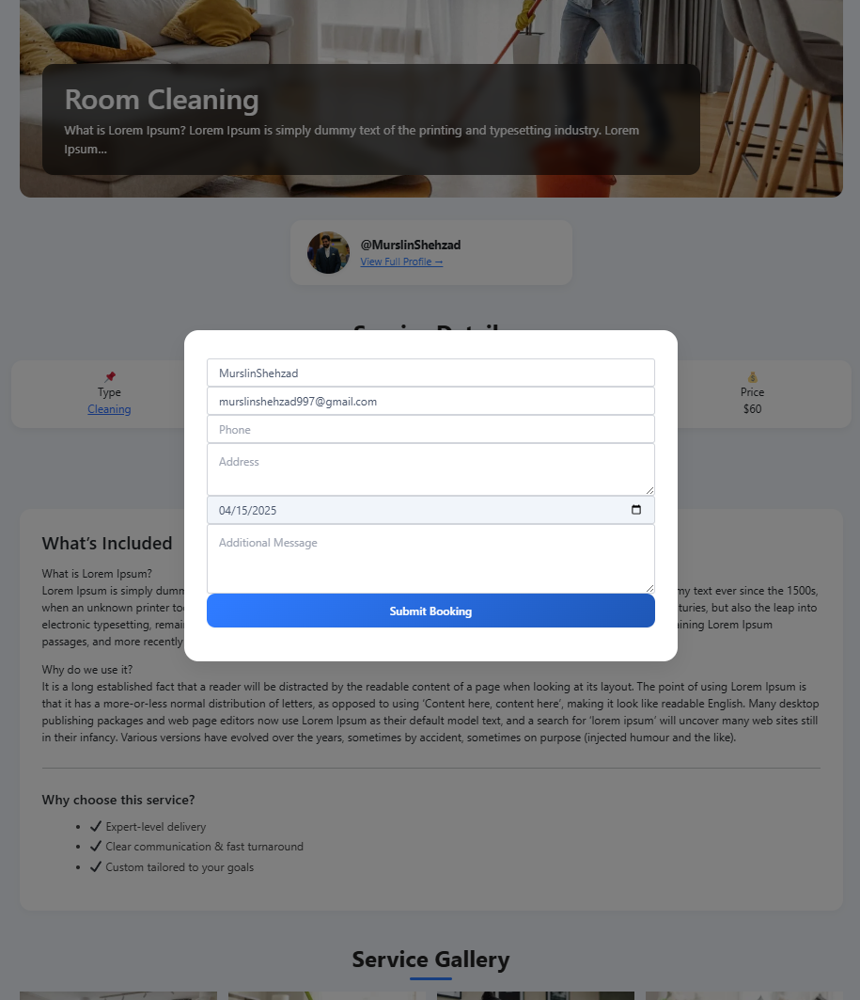 Room Cleaning
What is Lorem Ipsum? Lorem Ipsum is simply dummy text of the printing and typesetting industry. Lorem
Ipsum...
@MurslinShehzad
View Full Profile →
Type
Cleaning
Price
$60
MurslinShehzad
murslinshehzad997@gmail.com
Phone
Address
04/15/2025
Additional Message
Submit Booking
What's Included
What is Lorem Ipsum?
Lorem Ipsum is simply my text ever since the 1500s,
when an unknown printer but also the leap into
electronic typesetting, Lorem Ipsum
passages, and more recently
Why do we use it?
It is a long established fact that a reader will be distracted by the readable content of a page when looking at its layout. The point of using Lorem Ipsum is
that it has a more-or-less normal distribution of letters, as opposed to using ‘Content here, content here’, making it look like readable English. Many desktop
publishing packages and web page editors now use Lorem Ipsum as their default model text, and a search for ‘lorem ipsum’ will uncover many web sites still
in their infancy. Various versions have evolved over the years, sometimes by accident, sometimes on purpose (injected humour and the like).
Why choose this service?
• ✔ Expert-level delivery
• ✔ Clear communication & fast turnaround
• ✔ Custom tailored to your goals
Service Gallery